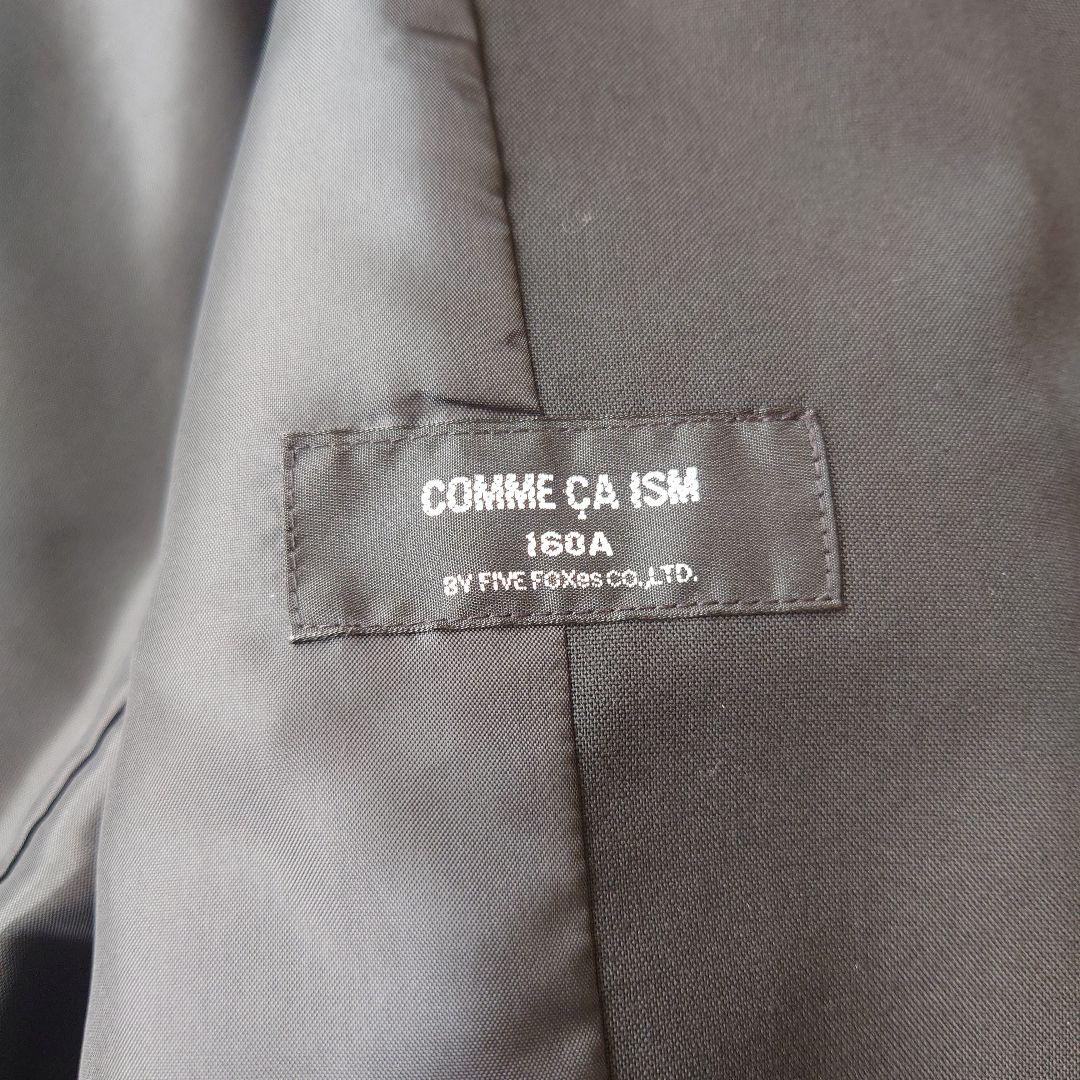 COMME ÇA ISM
160A
BY FIVE FOXes CO.,LTD.